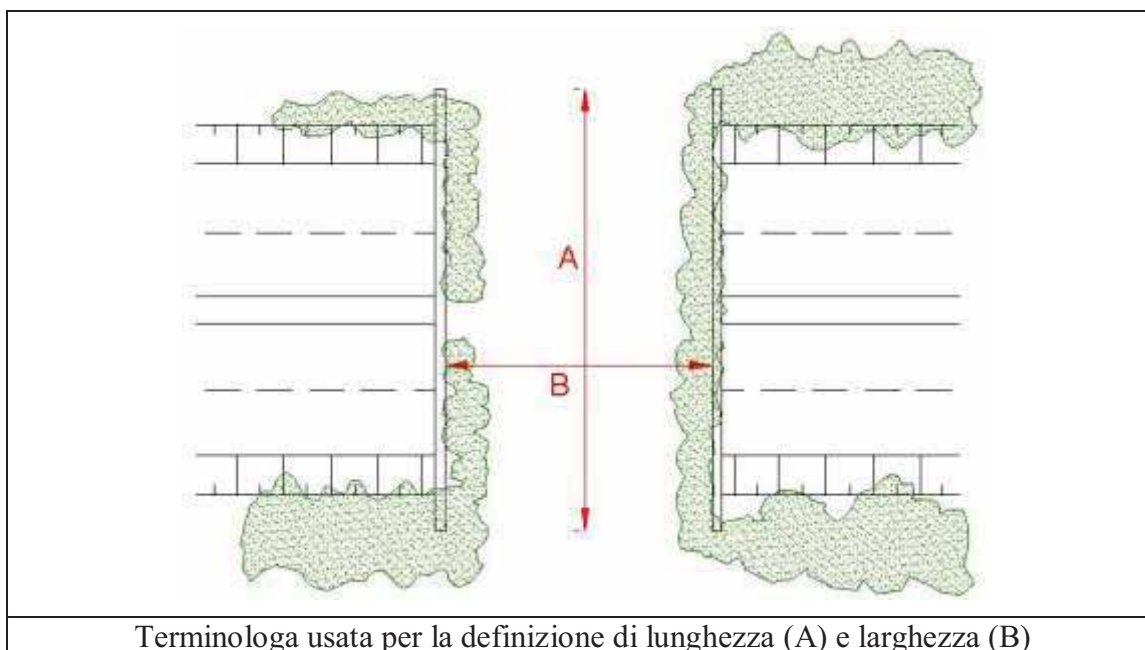 A
B
Terminologa usata per la definizione di lunghezza (A) e larghezza (B)